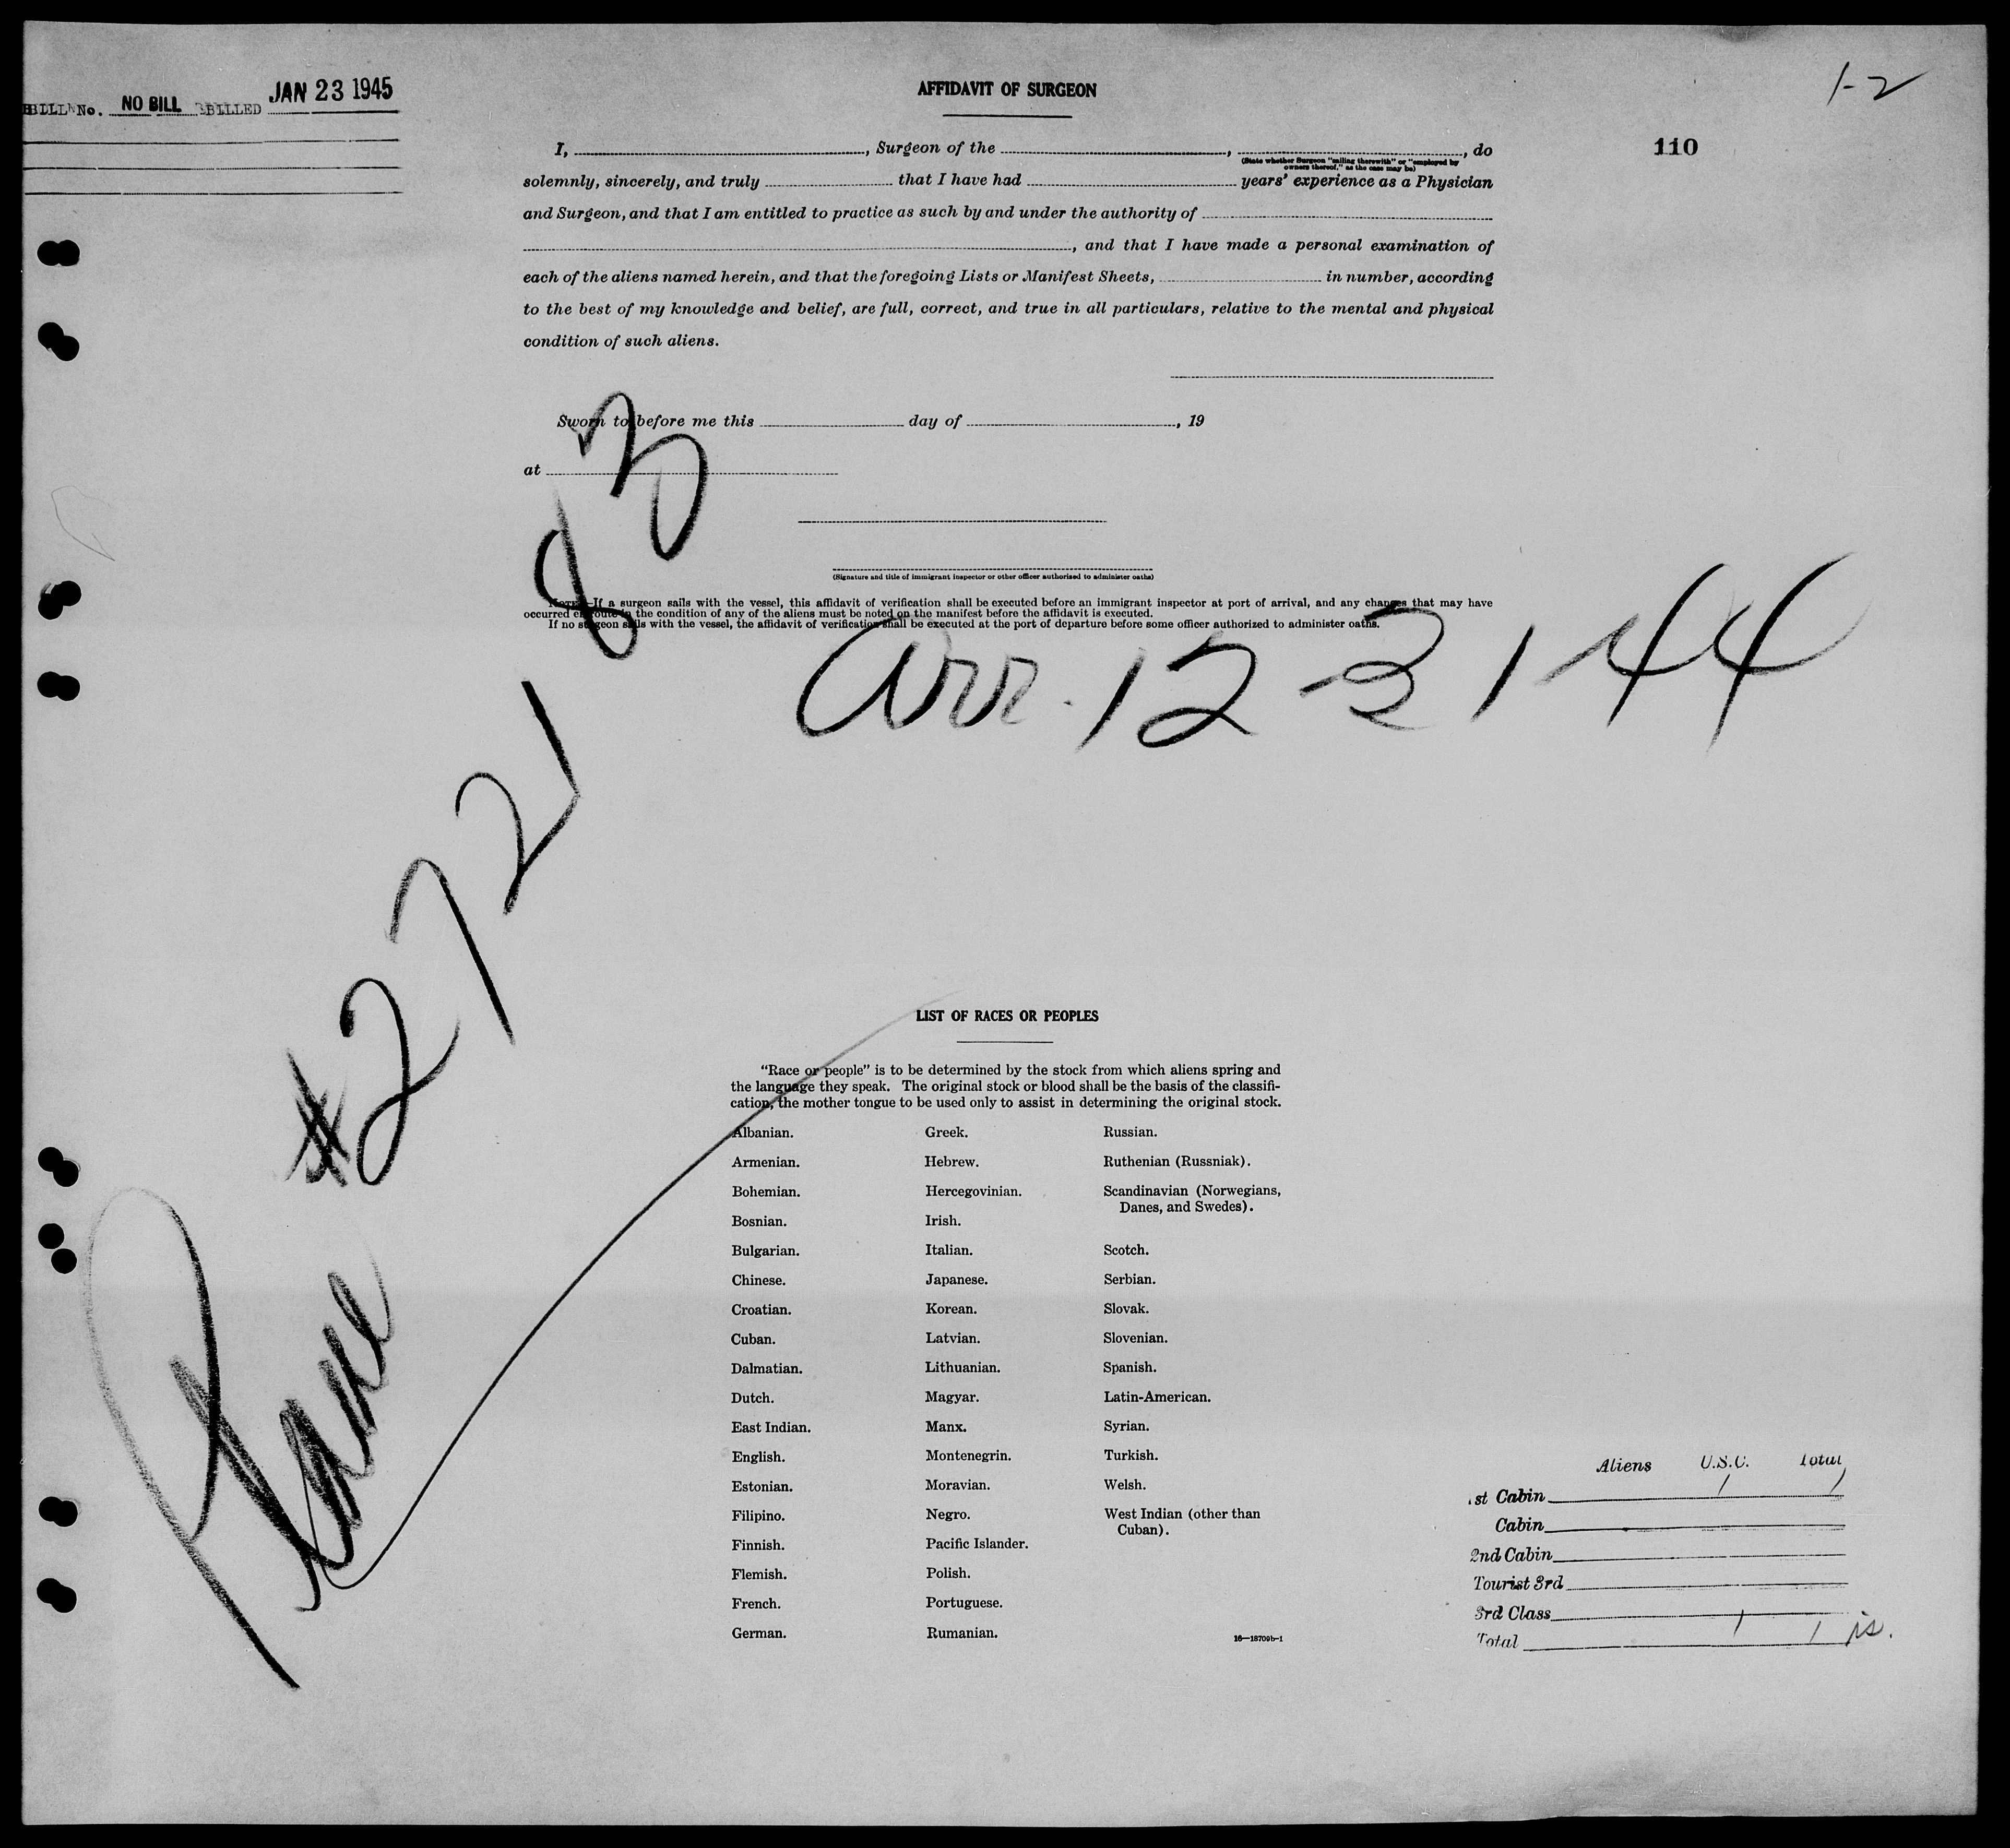 BILL No. NO BILL BILLED JAN 23 1945
1-2
110
AFFIDAVIT OF SURGEON
I, , Surgeon of the , , do
(State whether Surgeon "sailing therewith" or "employed by
owners thereof," as the case may be)
solemnly, sincerely, and truly that I have had years' experience as a Physician
and Surgeon, and that I am entitled to practice as such by and under the authority of
, and that I have made a personal examination of
each of the aliens named herein, and that the foregoing Lists or Manifest Sheets, in number, according
to the best of my knowledge and belief, are full, correct, and true in all particulars, relative to the mental and physical
condition of such aliens.
Sworn to before me this day of , 19
at
(Signature and title of immigrant inspector or other officer authorized to administer oaths)
NOTE.—If a surgeon sails with the vessel, this affidavit of verification shall be executed before an immigrant inspector at port of arrival, and any changes that may have
occurred en route in the condition of any of the aliens must be noted on the manifest before the affidavit is executed.
If no surgeon sails with the vessel, the affidavit of verification shall be executed at the port of departure before some officer authorized to administer oaths.
Arr. 12-31-44
Plane #272183
LIST OF RACES OR PEOPLES
"Race or people" is to be determined by the stock from which aliens spring and
the language they speak. The original stock or blood shall be the basis of the classifi-
cation, the mother tongue to be used only to assist in determining the original stock.
Albanian.
Armenian.
Bohemian.
Bosnian.
Bulgarian.
Chinese.
Croatian.
Cuban.
Dalmatian.
Dutch.
East Indian.
English.
Estonian.
Filipino.
Finnish.
Flemish.
French.
German.
Greek.
Hebrew.
Hercegovinian.
Irish.
Italian.
Japanese.
Korean.
Latvian.
Lithuanian.
Magyar.
Manx.
Montenegrin.
Moravian.
Negro.
Pacific Islander.
Polish.
Portuguese.
Rumanian.
Russian.
Ruthenian (Russniak).
Scandinavian (Norwegians,
Danes, and Swedes).
Scotch.
Serbian.
Slovak.
Slovenian.
Spanish.
Latin-American.
Syrian.
Turkish.
Welsh.
West Indian (other than
Cuban).
16—18709b-1
Aliens U.S.C. Total
1st Cabin 1 1
Cabin
2nd Cabin
Tourist 3rd
3rd Class
Total 1 1